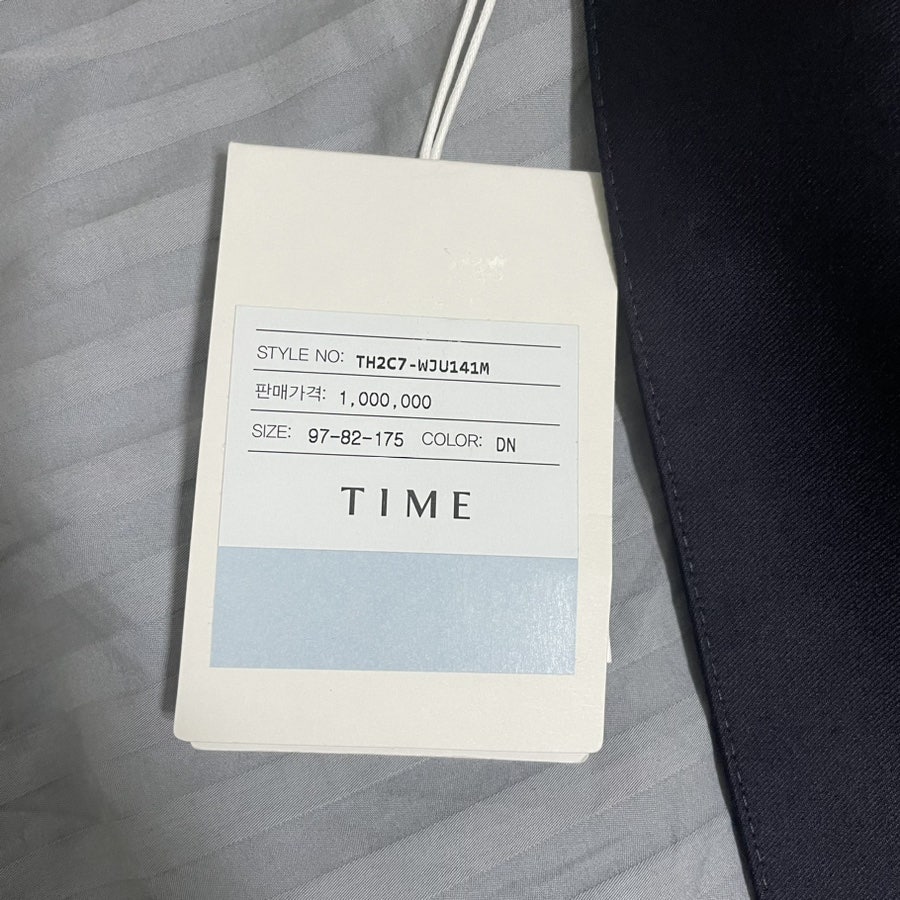 STYLE NO: TH2C7-WJU141M
판매가격: 1,000,000
SIZE: 97-82-175 COLOR: DN
TIME